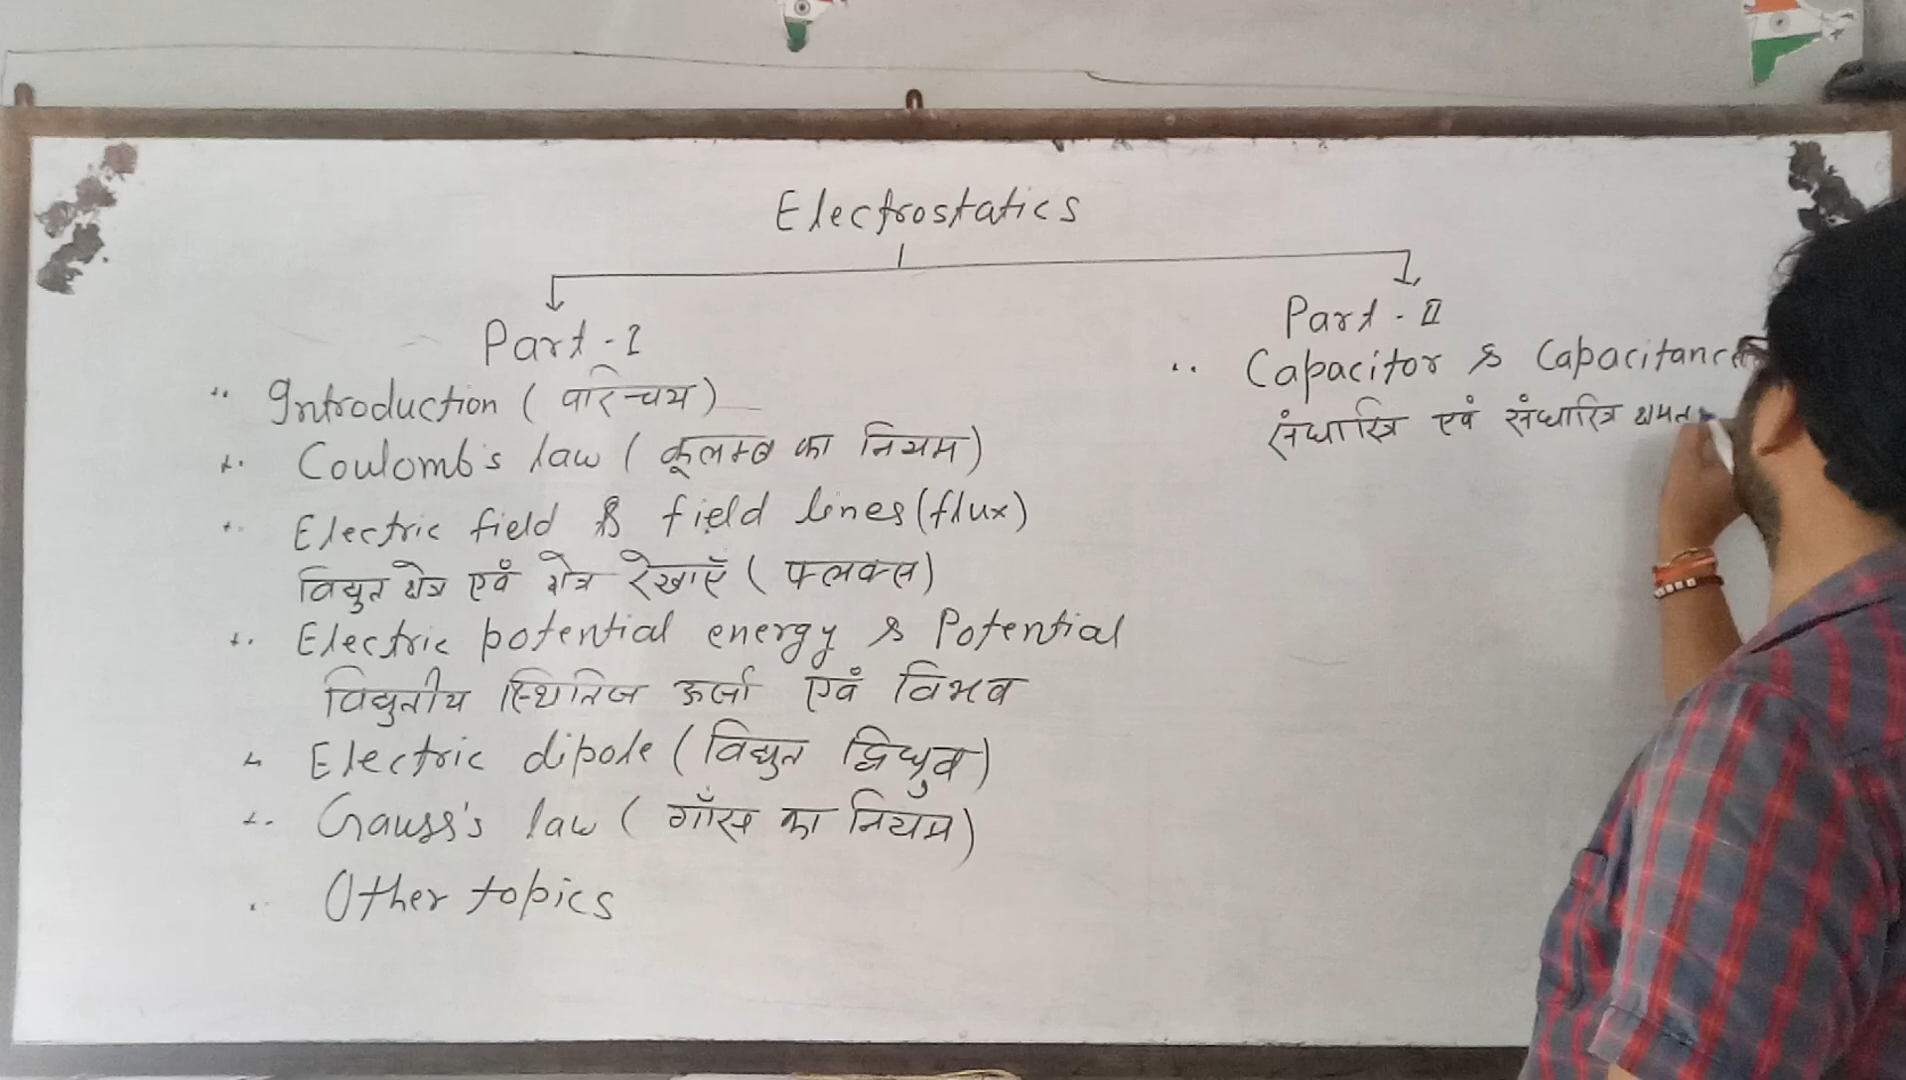 Electrostatics
Part - I
Introduction ( परिचय )
Coulomb's law ( कूलम्ब का नियम )
Electric field & field lines (flux)
विद्युत क्षेत्र एवं क्षेत्र रेखाएँ ( फ्लक्स )
Electric potential energy & Potential
विद्युतीय स्थितिज ऊर्जा एवं विभव
Electric dipole ( विद्युत द्विध्रुव )
Gauss's law ( गॉस का नियम )
Other topics
Part - II
Capacitor & Capacitance
संधारित्र एवं संधारित्र क्षमत